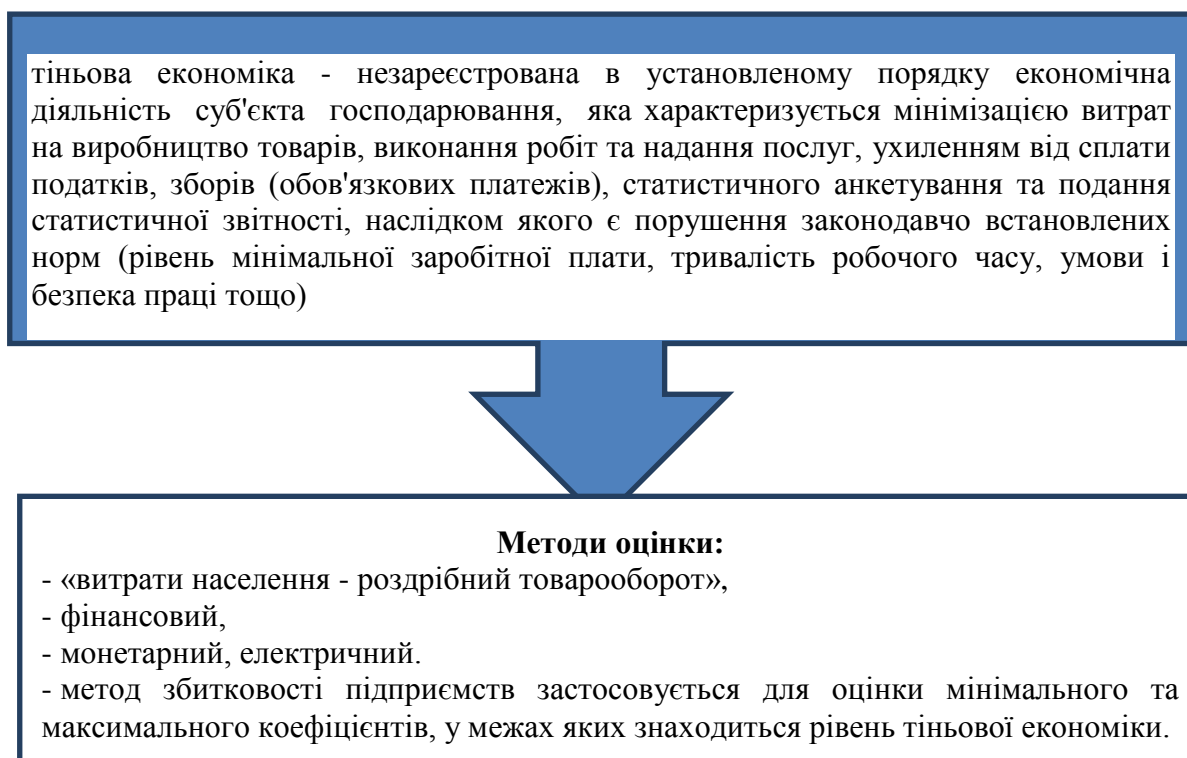 тіньова економіка - незареєстрована в установленому порядку економічна
діяльність суб'єкта господарювання, яка характеризується мінімізацією витрат
на виробництво товарів, виконання робіт та надання послуг, ухиленням від сплати
податків, зборів (обов'язкових платежів), статистичного анкетування та подання
статистичної звітності, наслідком якого є порушення законодавчо встановлених
норм (рівень мінімальної заробітної плати, тривалість робочого часу, умови і
безпека праці тощо)
Методи оцінки:
- «витрати населення - роздрібний товарооборот»,
- фінансовий,
- монетарний, електричний.
- метод збитковості підприємств застосовується для оцінки мінімального та
максимального коефіцієнтів, у межах яких знаходиться рівень тіньової економіки.